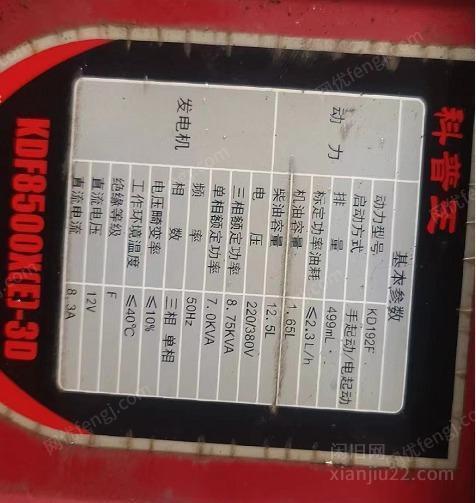 科普
KDF8500X(E)-3D
基本参数
动力
动力型号 KD192F
启动方式 手起动/电起动
排量 499mL
标定功率油耗 ≤2.3L/h
机油容量 1.65L
柴油容量 12.5L
发电机
电压 220/380V
三相额定功率 8.75KVA
单相额定功率 7.0KVA
频率 50Hz
相数 三相 单相
电压畸变率 ≤10%
工作环境温度 ≤40℃
绝缘等级 F
直流电压 12V
直流电流 8.3A
闲旧网
xianjiu22.com